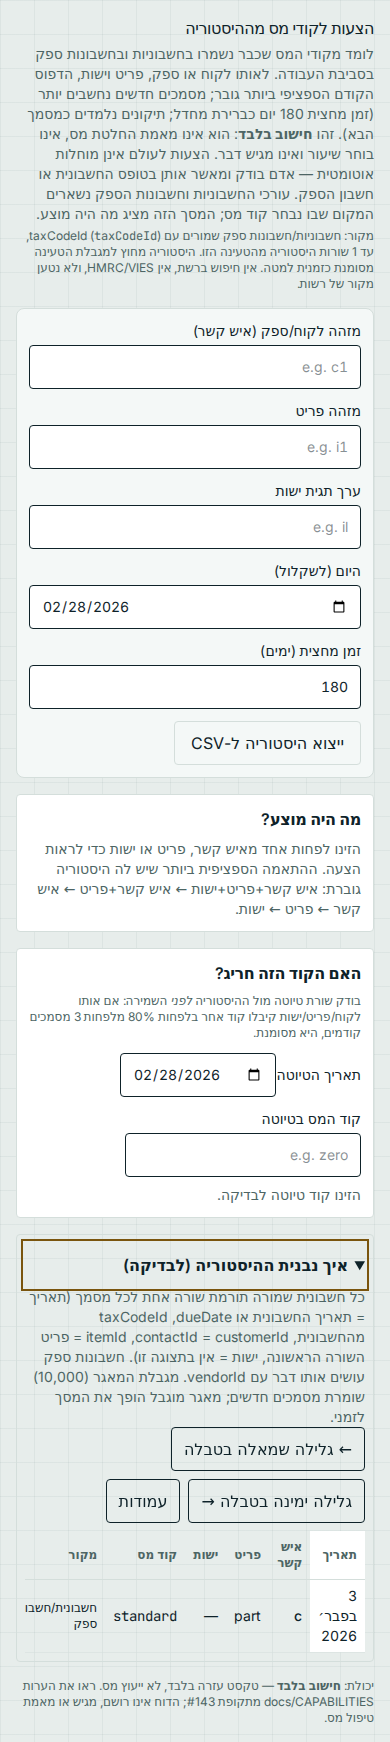 הצעות לקודי מס מההיסטוריה
לומד מקודי המס שכבר נשמרו בחשבוניות ובחשבונות ספק
בסביבת העבודה. לאותו לקוח או ספק, פריט וישות, הדפוס
הקודם הספציפי ביותר גובר; מסמכים חדשים נחשבים יותר
(זמן מחצית 180 יום כברירת מחדל; תיקונים נלמדים כמסמך
הבא). זהו חישוב בלבד: הוא אינו מאמת החלטת מס, אינו
בוחר שיעור ואינו מגיש דבר. הצעות לעולם אינן מוחלות
אוטומטית — אדם בודק ומאשר אותן בטופס החשבונית או
חשבון הספק. עורכי החשבוניות וחשבונות הספק נשארים
המקום שבו נבחר קוד מס; המסך הזה מציג מה היה מוצע.
מקור: חשבוניות/חשבונות ספק שמורים עם taxCodeId (taxCodeId),
עד 1 שורות היסטוריה מהטעינה הזו. היסטוריה מחוץ למגבלת הטעינה
מסומנת כזמנית למטה. אין חיפוש ברשת, אין HMRC/VIES, ולא נטען
מקור של רשות.
מזהה לקוח/ספק (איש קשר)
e.g. c1
מזהה פריט
e.g. i1
ערך תגית ישות
e.g. il
היום (לשקלול)
02/28/2026
זמן מחצית (ימים)
180
ייצוא היסטוריה ל-CSV
מה היה מוצע?
הזינו לפחות אחד מאיש קשר, פריט או ישות כדי לראות
הצעה. ההתאמה הספציפית ביותר שיש לה היסטוריה
גוברת: איש קשר+פריט+ישות ← איש קשר+פריט ← איש
קשר ← פריט ← ישות.
האם הקוד הזה חריג?
בודק שורת טיוטה מול ההיסטוריה לפני השמירה: אם אותו
לקוח/פריט/ישות קיבלו קוד אחר בלפחות 80% מלפחות 3 מסמכים
קודמים, היא מסומנת.
תאריך הטיוטה
02/28/2026
קוד המס בטיוטה
e.g. zero
הזינו קוד טיוטה לבדיקה.
▼ איך נבנית ההיסטוריה (לבדיקה)
כל חשבונית שמורה תורמת שורה אחת לכל מסמך (תאריך
= תאריך החשבונית או dueDate, taxCodeId
מהחשבונית, contactId = customerId, itemId = פריט
השורה הראשונה, ישות = אין בתצוגה זו). חשבונות ספק
עושים אותו דבר עם vendorId. מגבלת המאגר (10,000)
שומרת מסמכים חדשים; מאגר מוגבל הופך את המסך
לזמני.
← גלילה שמאלה בטבלה
גלילה ימינה בטבלה →
עמודות
תאריך איש קשר פריט ישות קוד מס מקור
3 בפבר׳ 2026 c part — standard חשבונית/חשבו ספק
יכולת: חישוב בלבד — טקסט עזרה בלבד, לא ייעוץ מס. ראו את הערות
docs/CAPABILITIES מתקופת #143; הדוח אינו רושם, מגיש או מאמת
טיפול מס.